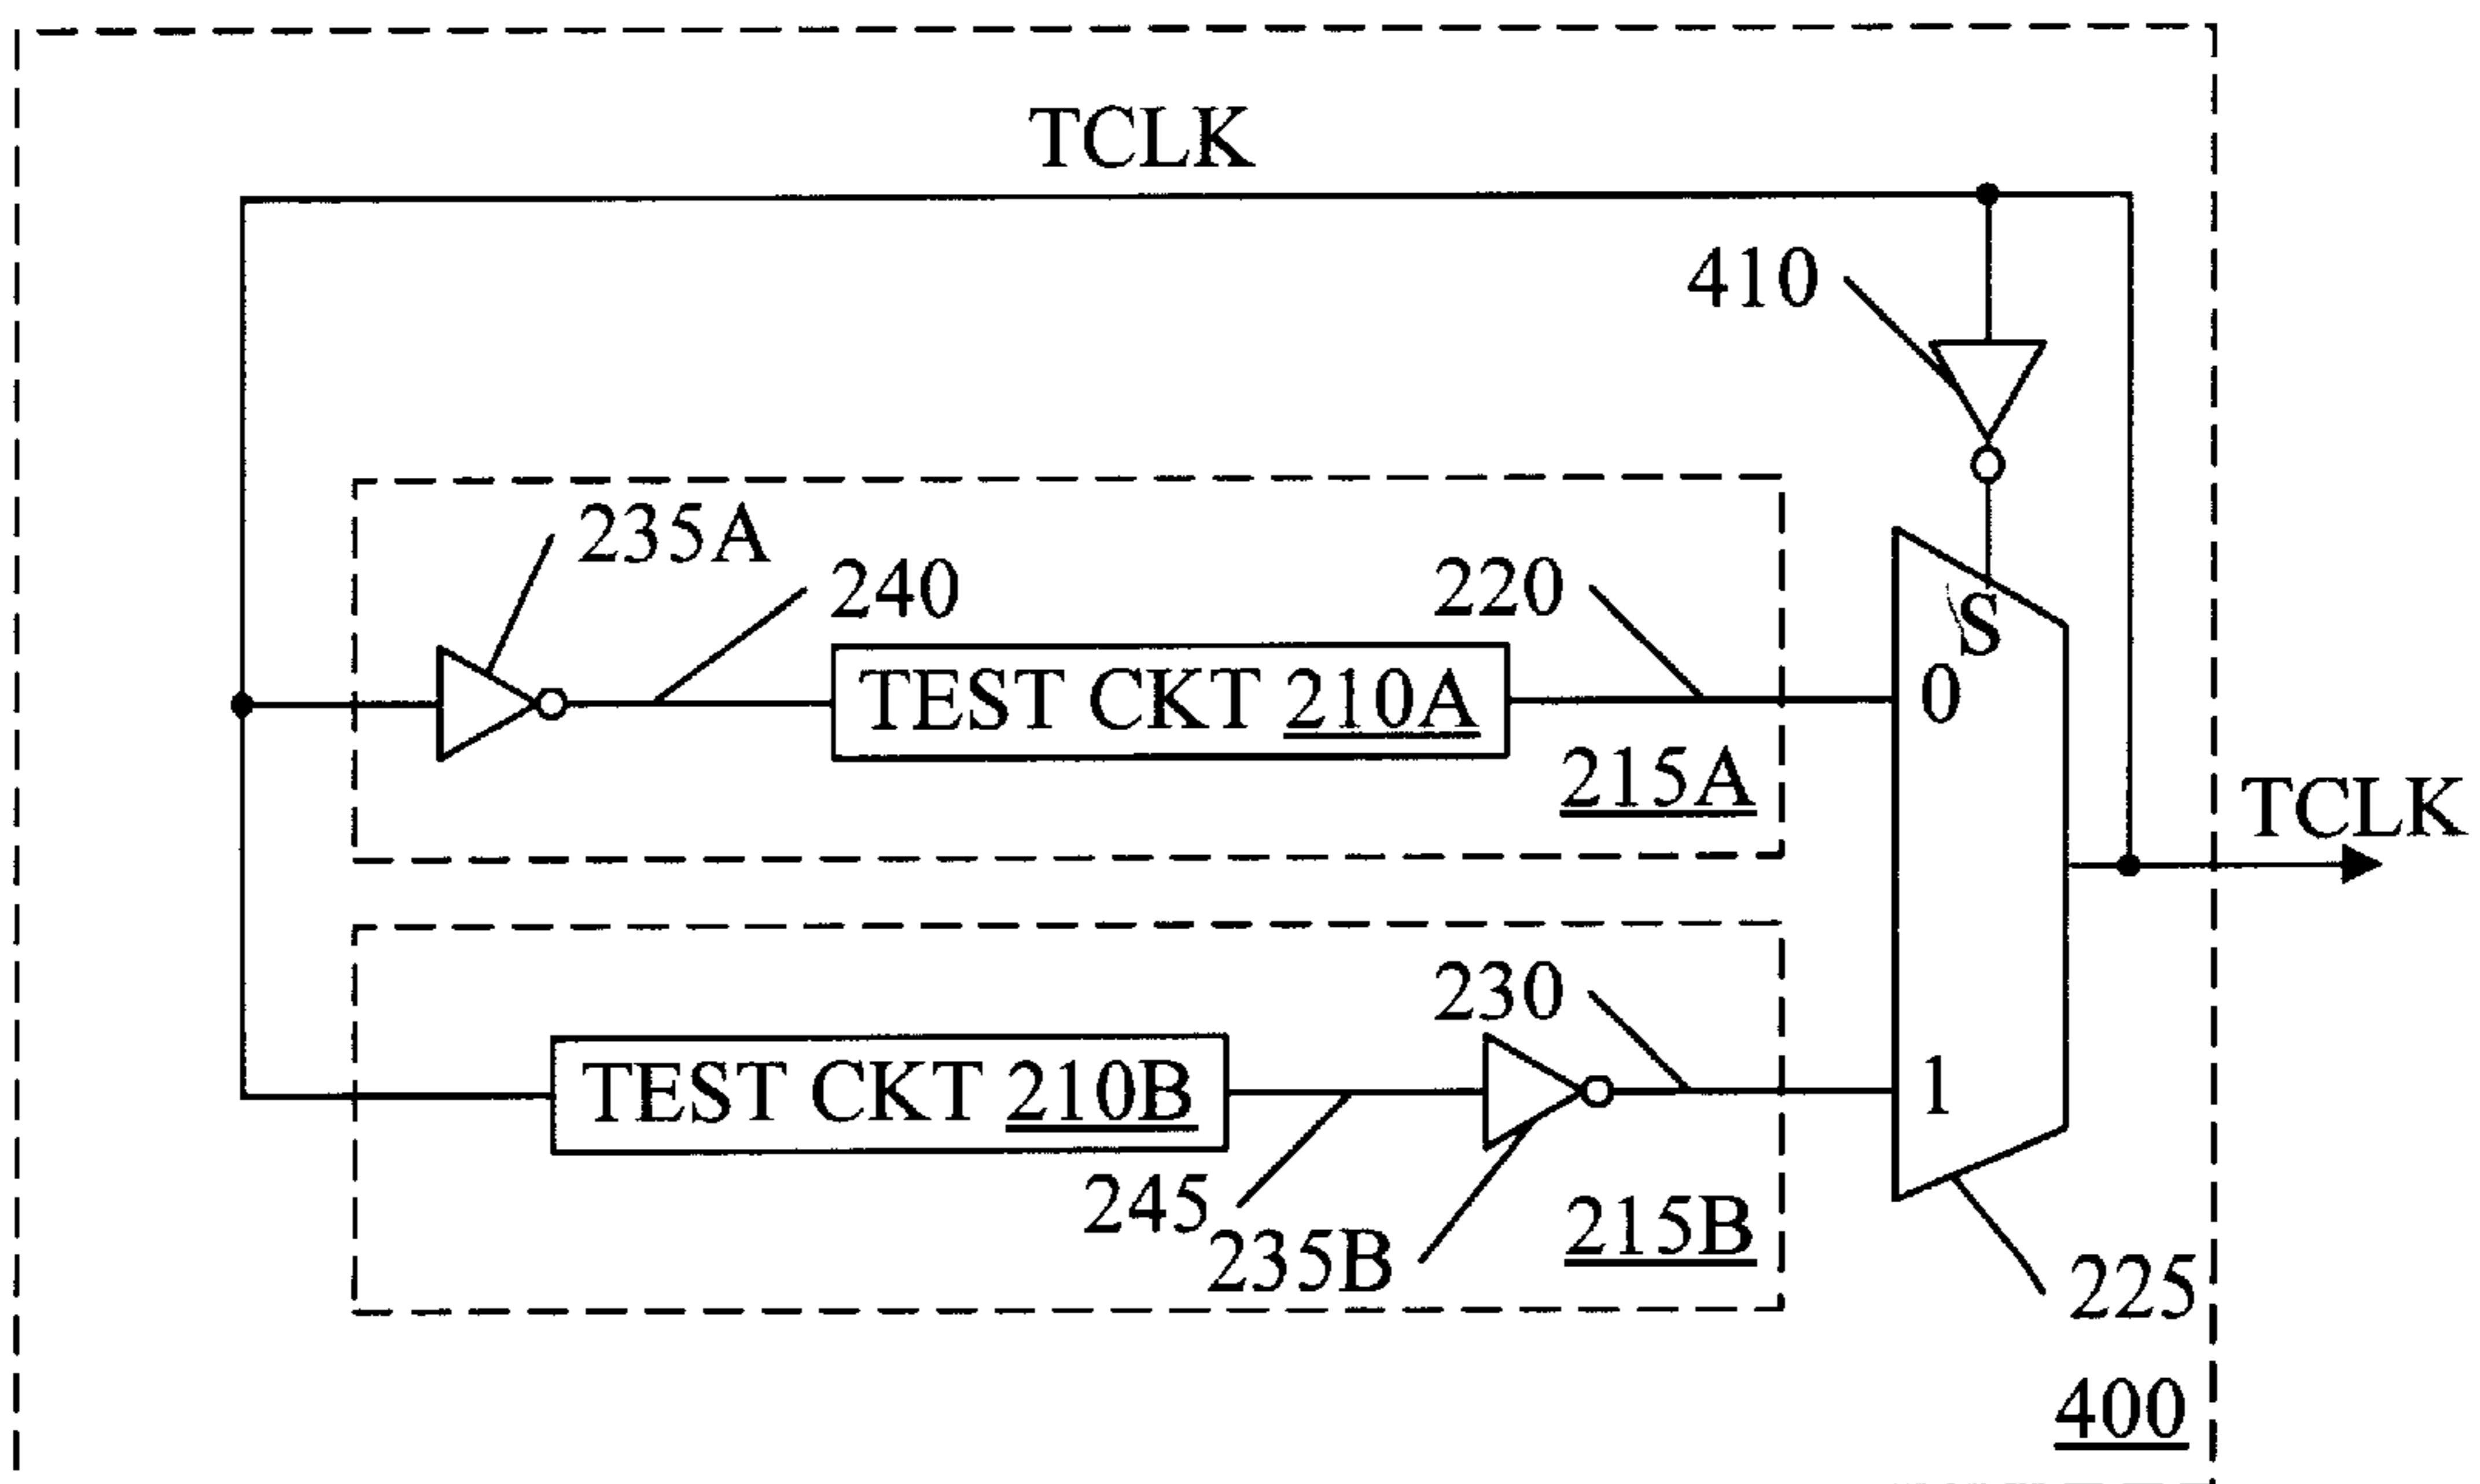 TCLK
410
235A
240
220
S
0
TEST CKT 210A
215A
TCLK
230
1
TEST CKT 210B
245
235B
215B
225
400